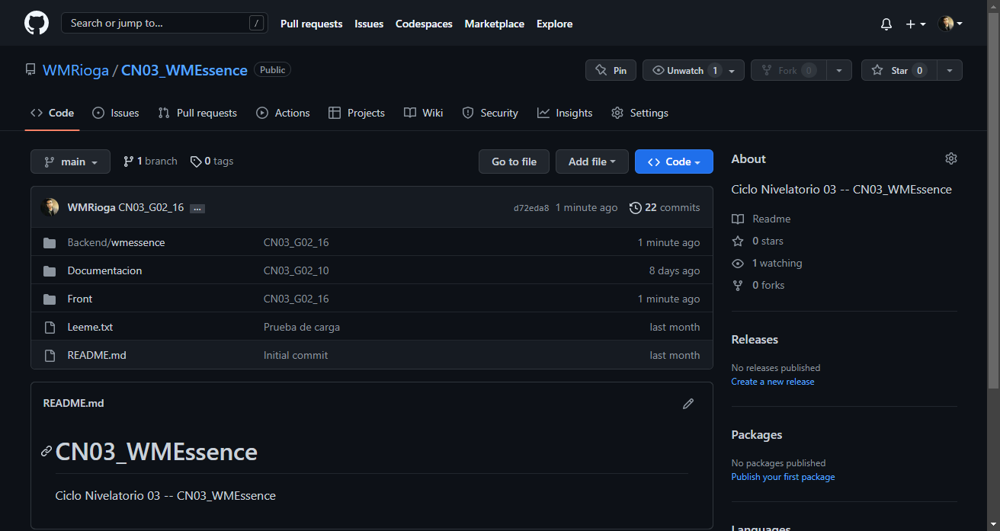 Search or jump to... /
Pull requests Issues Codespaces Marketplace Explore
WMRioga / CN03_WMEssence Public
Pin Unwatch 1 Fork 0 Star 0
Code Issues Pull requests Actions Projects Wiki Security Insights Settings
main 1 branch 0 tags Go to file Add file Code
WMRioga CN03_G02_16 ... d72eda8 1 minute ago 22 commits
Backend/wmessence CN03_G02_16 1 minute ago
Documentacion CN03_G02_10 8 days ago
Front CN03_G02_16 1 minute ago
Leeme.txt Prueba de carga last month
README.md Initial commit last month
README.md
CN03_WMEssence
Ciclo Nivelatorio 03 -- CN03_WMEssence
About
Ciclo Nivelatorio 03 -- CN03_WMEssence
Readme
0 stars
1 watching
0 forks
Releases
No releases published
Create a new release
Packages
No packages published
Publish your first package
Languages